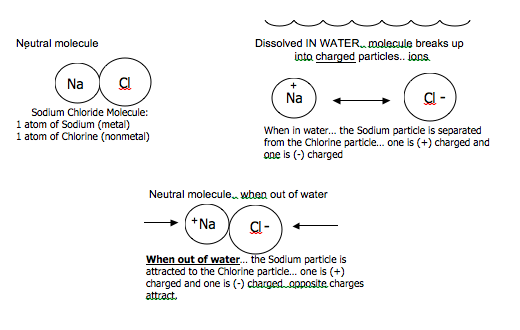 Neutral molecule
Na
Cl
Sodium Chloride Molecule:
1 atom of Sodium (metal)
1 atom of Chlorine (nonmetal)
Dissolved IN WATER.. molecule breaks up
into charged particles.. ions.
+
Na
Cl -
When in water... the Sodium particle is separated
from the Chlorine particle... one is (+) charged and
one is (-) charged
Neutral molecule.. when out of water
+Na
Cl -
When out of water... the Sodium particle is
attracted to the Chlorine particle... one is (+)
charged and one is (-) charged..opposite charges
attract.